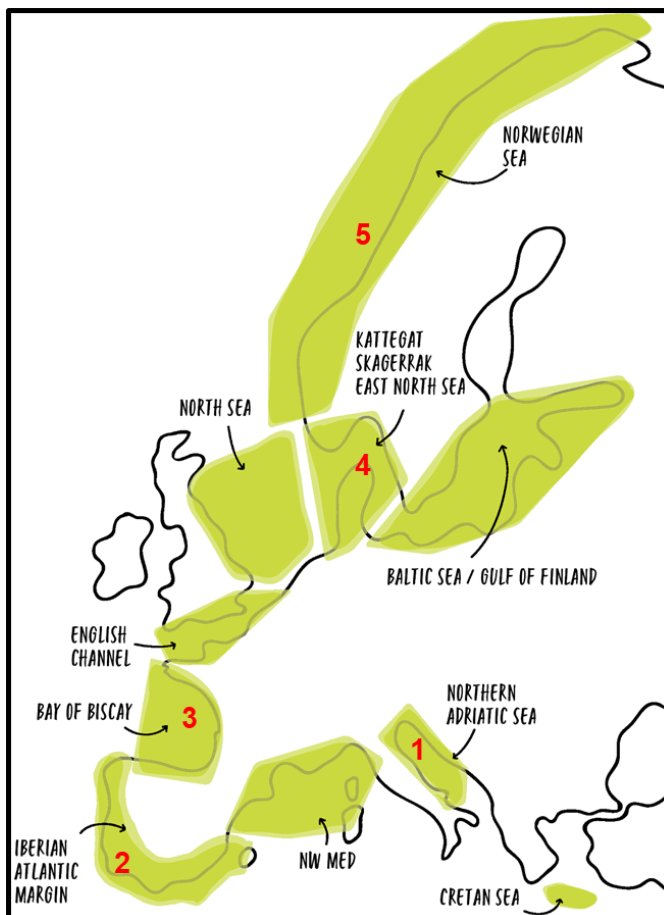 NORWEGIAN
SEA
5
KATTEGAT
SKAGERRAK
EAST NORTH SEA
NORTH SEA
4
BALTIC SEA / GULF OF FINLAND
ENGLISH
CHANNEL
BAY OF BISCAY
3
NORTHERN
ADRIATIC SEA
1
IBERIAN
ATLANTIC
MARGIN
2
NW MED
CRETAN SEA